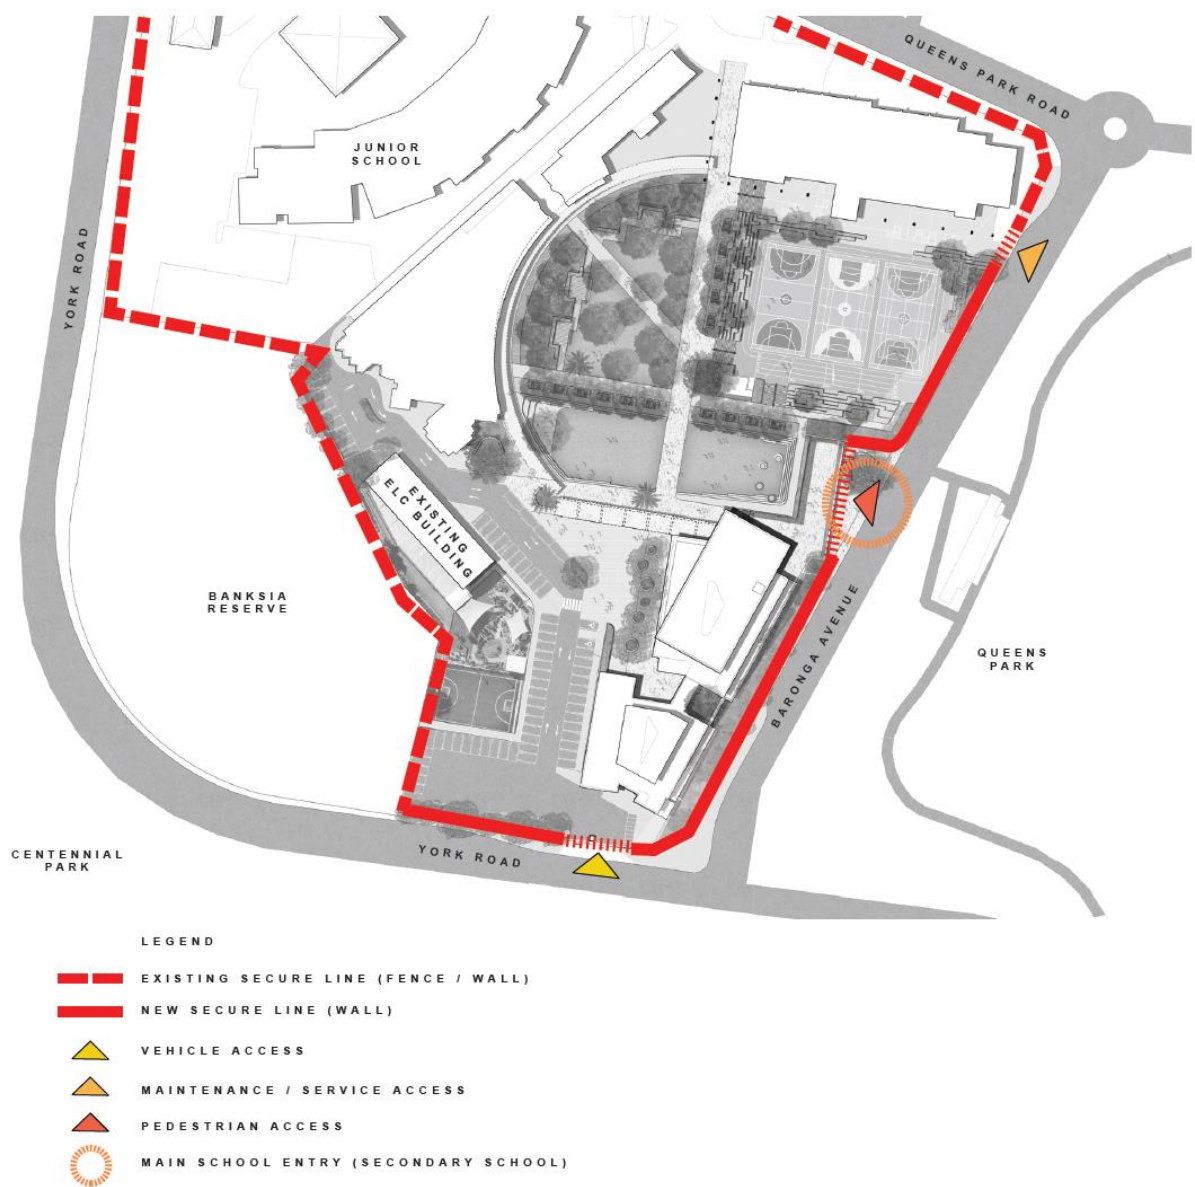 QUEENS PARK ROAD
JUNIOR
SCHOOL
YORK ROAD
EXISTING
ELC BUILDING
BANKSIA
RESERVE
BARONGA AVENUE
QUEENS
PARK
CENTENNIAL
PARK
YORK ROAD
LEGEND
EXISTING SECURE LINE (FENCE / WALL)
NEW SECURE LINE (WALL)
VEHICLE ACCESS
MAINTENANCE / SERVICE ACCESS
PEDESTRIAN ACCESS
MAIN SCHOOL ENTRY (SECONDARY SCHOOL)